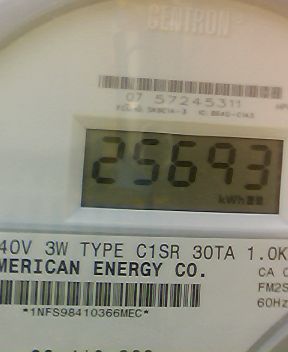 CENTRON
07 57245311
25693
kWh
40V 3W TYPE C1SR 30TA 1.0K
MERICAN ENERGY CO.
CA 0
FM2S
60Hz
*1NFS98410366MEC*